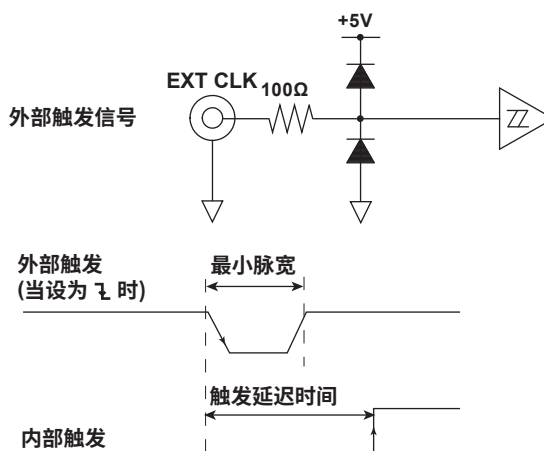 +5V
EXT CLK
100Ω
外部触发信号
外部触发
(当设为 时)
最小脉宽
触发延迟时间
内部触发